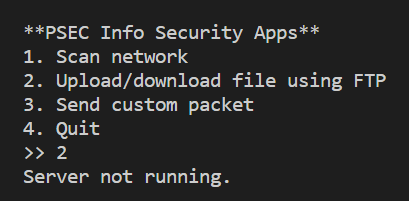 **PSEC Info Security Apps**
1. Scan network
2. Upload/download file using FTP
3. Send custom packet
4. Quit
>> 2
Server not running.